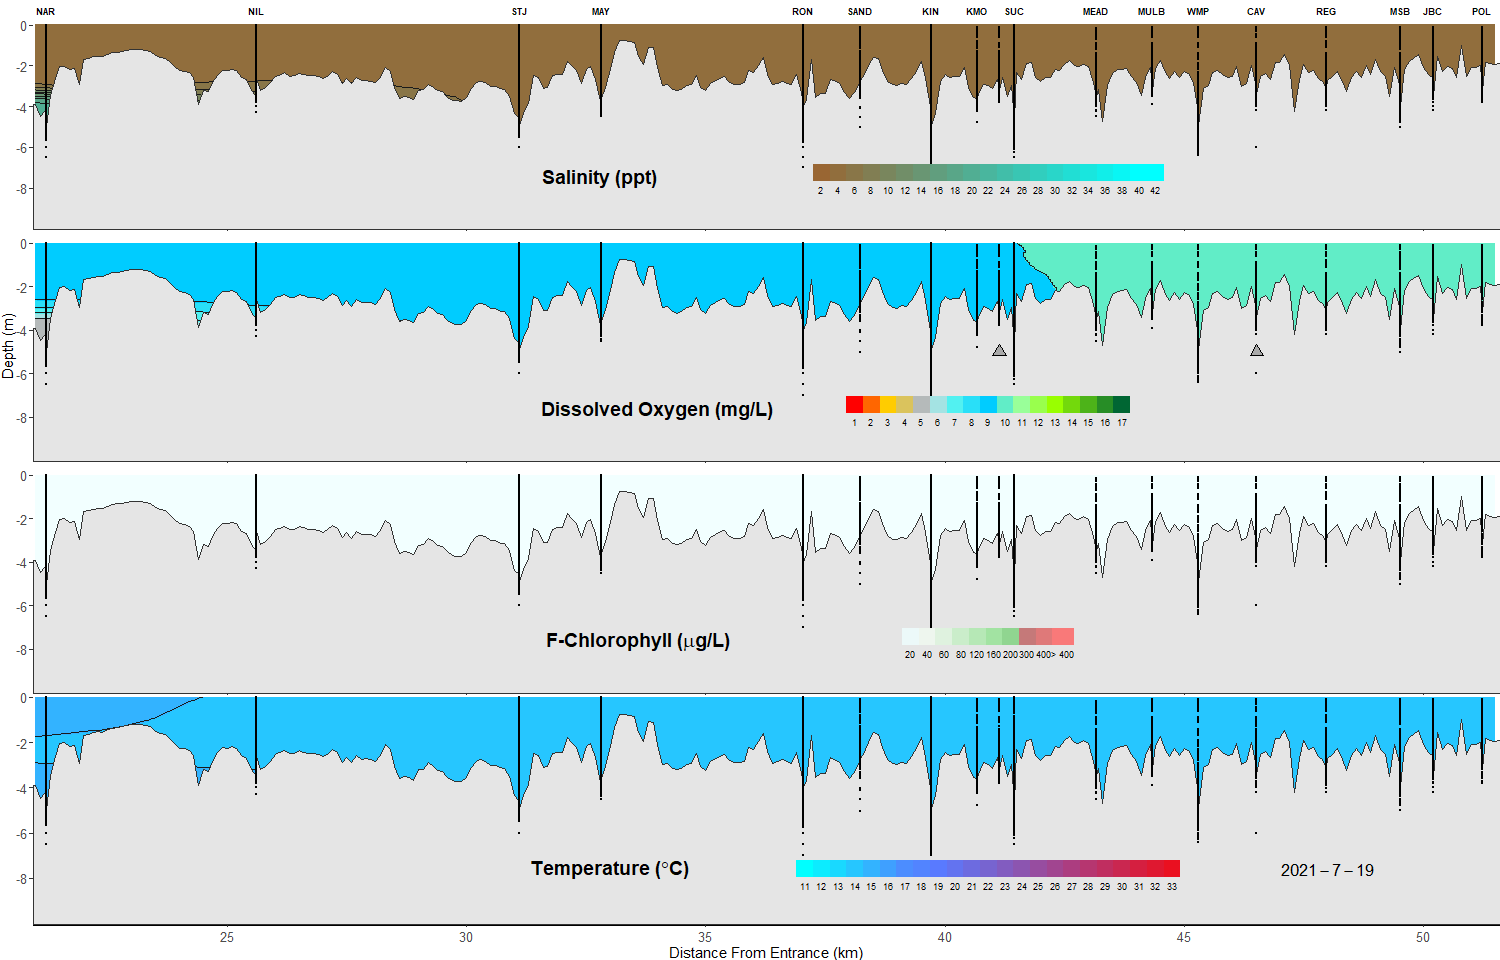 NAR NIL STJ MAY RON SAND KIN KMO SUC MEAD MULB WMP CAV REG MSB JBC POL
0
-2
-4
-6
-8
Salinity (ppt)
2 4 6 8 10 12 14 16 18 20 22 24 26 28 30 32 34 36 38 40 42
0
-2
-4
-6
-8
Dissolved Oxygen (mg/L)
1 2 3 4 5 6 7 8 9 10 11 12 13 14 15 16 17
Depth (m)
0
-2
-4
-6
-8
F-Chlorophyll (μg/L)
20 40 60 80 120 160 200 300 400> 400
0
-2
-4
-6
-8
Temperature (°C)
11 12 13 14 15 16 17 18 19 20 21 22 23 24 25 26 27 28 29 30 31 32 33
2021 – 7 – 19
25 30 35 40 45 50
Distance From Entrance (km)